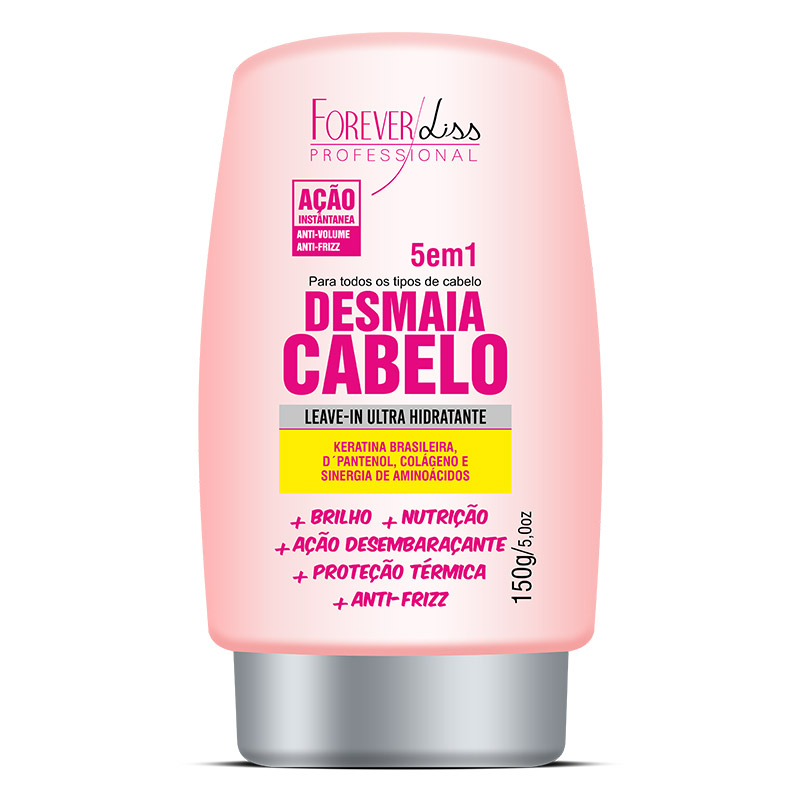 FOREVER Liss
PROFESSIONAL
AÇÃO
INSTÂNTANEA
ANTI-VOLUME
ANTI-FRIZZ
5em1
Para todos os tipos de cabelo
DESMAIA
CABELO
LEAVE-IN ULTRA HIDRATANTE
KERATINA BRASILEIRA,
D´PANTENOL, COLÁGENO E
SINERGIA DE AMINOÁCIDOS
+ BRILHO + NUTRIÇÃO
+ AÇÃO DESEMBARAÇANTE
+ PROTEÇÃO TÉRMICA
+ ANTI-FRIZZ
150g/5,0oz